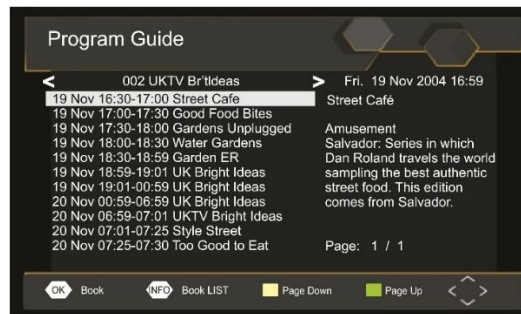 Program Guide
< 002 UKTV Br'tIdeas > Fri. 19 Nov 2004 16:59
19 Nov 16:30-17:00 Street Cafe
19 Nov 17:00-17:30 Good Food Bites
19 Nov 17:30-18:00 Gardens Unplugged
19 Nov 18:00-18:30 Water Gardens
19 Nov 18:30-18:59 Garden ER
19 Nov 18:59-19:01 UK Bright Ideas
19 Nov 19:01-00:59 UK Bright Ideas
20 Nov 00:59-06:59 UK Bright Ideas
20 Nov 06:59-07:01 UKTV Bright Ideas
20 Nov 07:01-07:25 Style Street
20 Nov 07:25-07:30 Too Good to Eat
Street Café
Amusement
Salvador: Series in which
Dan Roland travels the world
sampling the best authentic
street food. This edition
comes from Salvador.
Page: 1 / 1
OK Book INFO Book LIST Page Down Page Up